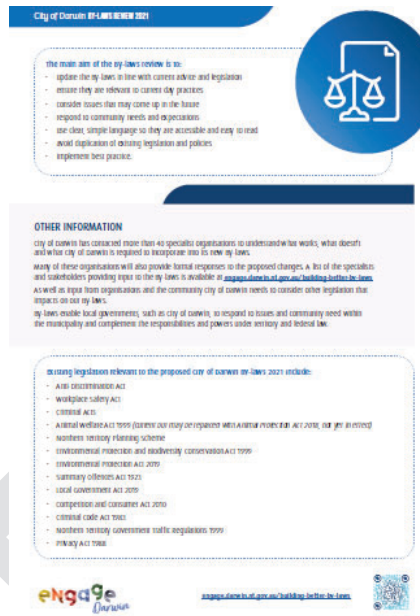 City of Darwin BY-LAWS REVIEW 2021
The main aim of the by-laws review is to:
- update the by-laws in line with current advice and legislation
- ensure they are relevant to current day practices
- consider issues that may come up in the future
- respond to community needs and expectations
- use clear, simple language so they are accessible and easy to read
- avoid duplication of existing legislation and policies
- implement best practice.
OTHER INFORMATION
City of Darwin has contacted more than 40 specialist organisations to understand what works, what doesn't
and what City of Darwin is required to incorporate into its new by-laws.
Many of these organisations will also provide formal responses to the proposed changes. A list of the specialists
and stakeholders providing input to the by-laws is available at engage.darwin.nt.gov.au/building-better-by-laws
As well as input from organisations and the community City of Darwin needs to consider other legislation that
impacts on our by-laws.
By-laws enable local governments, such as City of Darwin, to respond to issues and community need within
the municipality and complement the responsibilities and powers under territory and federal law.
Existing legislation relevant to the proposed City of Darwin by-laws 2021 include:
- Anti Discrimination Act
- Workplace Safety Act
- Criminal Acts
- Animal Welfare Act 1999 (current but may be replaced with Animal Protection Act 2018, not yet in effect)
- Northern Territory Planning Scheme
- Environmental Protection and Biodiversity Conservation Act 1999
- Environmental Protection Act 2019
- Summary Offences Act 1923
- Local Government Act 2019
- Competition and Consumer Act 2010
- Criminal Code Act 1983
- Northern Territory Government Traffic Regulations 1999
- Privacy Act 1988
engage Darwin
engage.darwin.nt.gov.au/building-better-by-laws